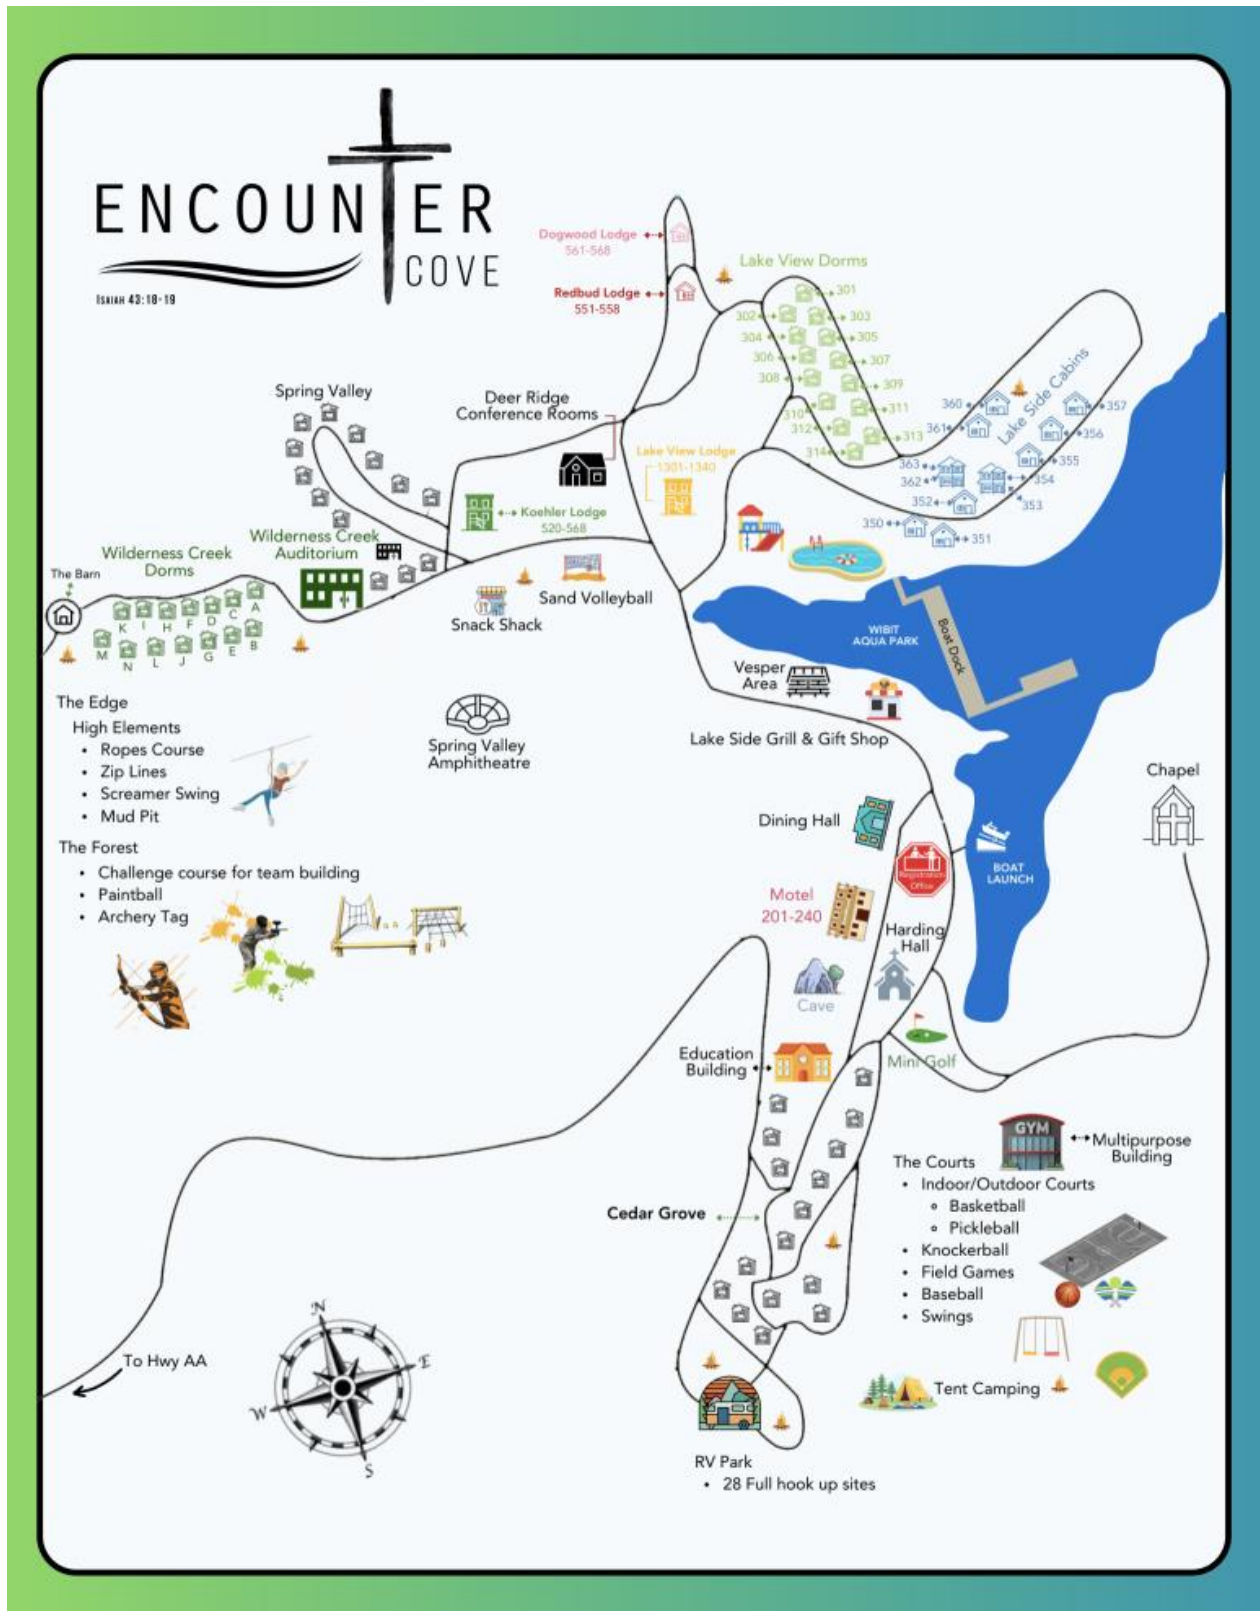 ENCOUNTER
COVE
ISAIAH 43:18-19
Dogwood Lodge
561-568
Redbud Lodge
551-558
Lake View Dorms
301
302
303
304
305
306
307
308
309
310
311
312
313
314
Lake Side Cabins
360
357
361
356
355
363
362
354
353
352
350
351
Spring Valley
Deer Ridge
Conference Rooms
Lake View Lodge
1301-1340
Koehler Lodge
520-568
Wilderness Creek
Auditorium
Wilderness Creek
Dorms
The Barn
A
C
D
F
H
I
K
B
E
G
J
L
N
M
Sand Volleyball
Snack Shack
WIBIT
AQUA PARK
Boat Dock
Vesper
Area
Lake Side Grill & Gift Shop
Spring Valley
Amphitheatre
The Edge
High Elements
• Ropes Course
• Zip Lines
• Screamer Swing
• Mud Pit
The Forest
• Challenge course for team building
• Paintball
• Archery Tag
Chapel
Dining Hall
Registration
Office
BOAT
LAUNCH
Motel
201-240
Harding
Hall
Cave
Education
Building
Mini Golf
GYM
Multipurpose
Building
The Courts
• Indoor/Outdoor Courts
∘ Basketball
∘ Pickleball
• Knockerball
• Field Games
• Baseball
• Swings
Cedar Grove
N
E
W
S
To Hwy AA
Tent Camping
RV Park
• 28 Full hook up sites